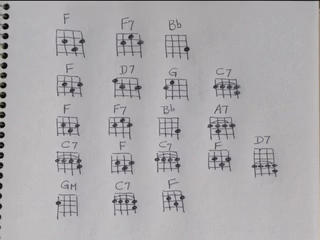 F F7 Bb
F D7 G C7
F F7 Bb A7
C7 F C7 F D7
GM C7 F